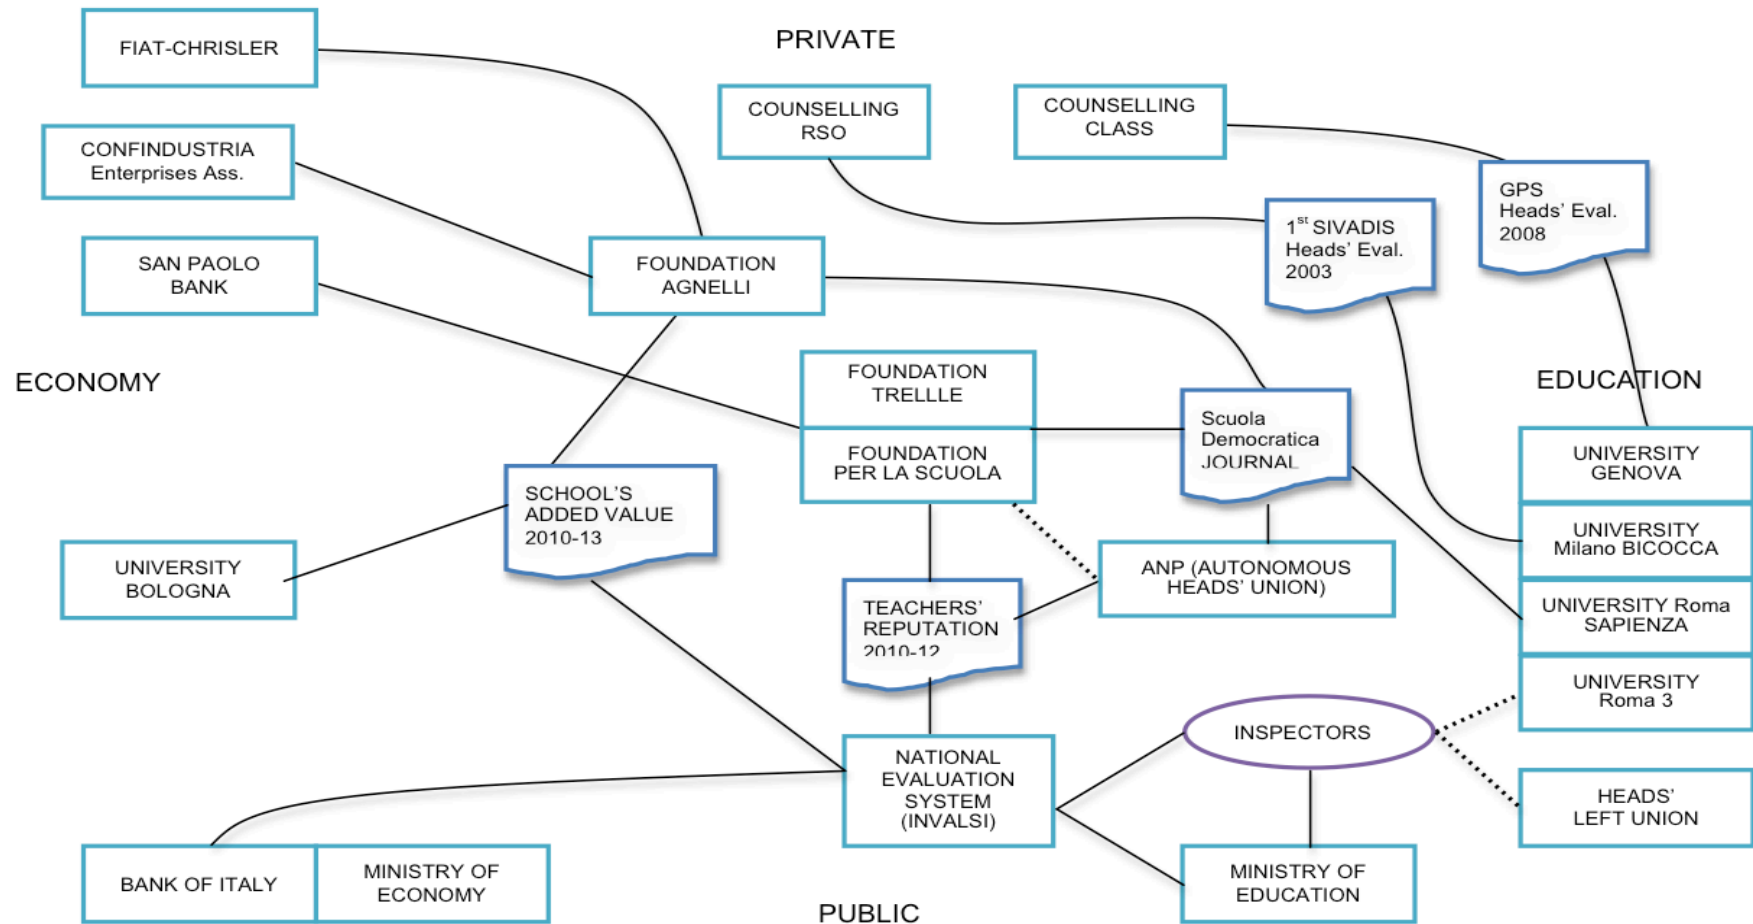 FIAT-CHRISLER
PRIVATE
CONFINDUSTRIA
Enterprises Ass.
COUNSELLING
RSO
COUNSELLING
CLASS
GPS
Heads' Eval.
2008
1st SIVADIS
Heads' Eval.
2003
SAN PAOLO
BANK
FOUNDATION
AGNELLI
ECONOMY
FOUNDATION
TRELLLE
FOUNDATION
PER LA SCUOLA
Scuola
Democratica
JOURNAL
EDUCATION
UNIVERSITY
GENOVA
UNIVERSITY
Milano BICOCCA
UNIVERSITY Roma
SAPIENZA
UNIVERSITY
Roma 3
SCHOOL'S
ADDED VALUE
2010-13
UNIVERSITY
BOLOGNA
ANP (AUTONOMOUS
HEADS' UNION)
TEACHERS'
REPUTATION
2010-12
INSPECTORS
NATIONAL
EVALUATION
SYSTEM
(INVALSI)
HEADS'
LEFT UNION
BANK OF ITALY
MINISTRY OF
ECONOMY
MINISTRY OF
EDUCATION
PUBLIC